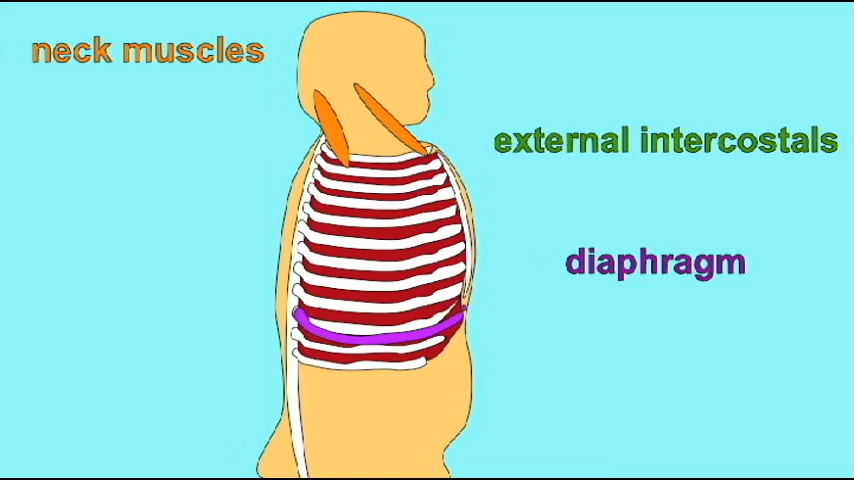 neck muscles
external intercostals
diaphragm